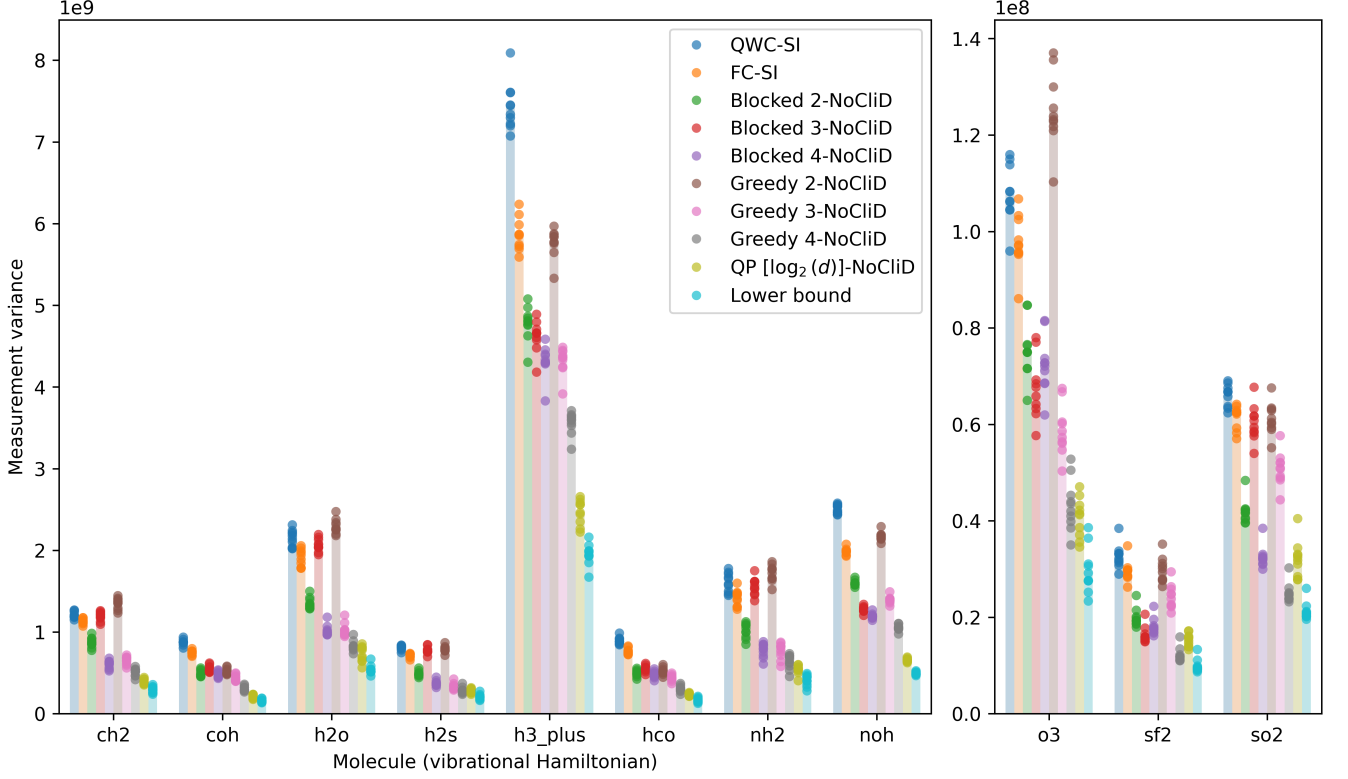 1e9
1e8
Measurement variance
8
7
6
5
4
3
2
1
0
QWC-SI
FC-SI
Blocked 2-NoCliD
Blocked 3-NoCliD
Blocked 4-NoCliD
Greedy 2-NoCliD
Greedy 3-NoCliD
Greedy 4-NoCliD
QP [log₂(d)]-NoCliD
Lower bound
1.4
1.2
1.0
0.8
0.6
0.4
0.2
0.0
ch2 coh h2o h2s h3_plus hco nh2 noh
o3 sf2 so2
Molecule (vibrational Hamiltonian)